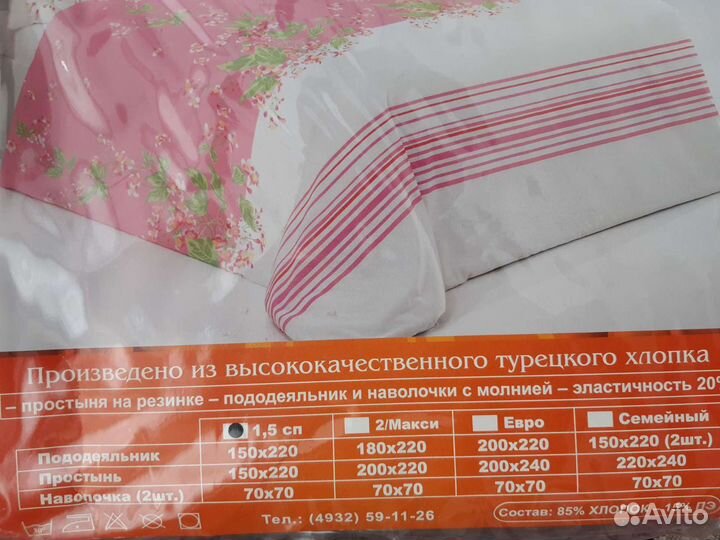 Произведено из высококачественного турецкого хлопка
– простыня на резинке – пододеяльник и наволочки с молнией – эластичность 20%
1,5 сп 2/Макси Евро Семейный
Пододеяльник 150х220 180х220 200х220 150х220 (2шт.)
Простынь 150х220 200х220 200х240 220х240
Наволочка (2шт.) 70х70 70х70 70х70 70х70
Тел.: (4932) 59-11-26
Состав: 85% ХЛОПОК – ПЭ
Avito